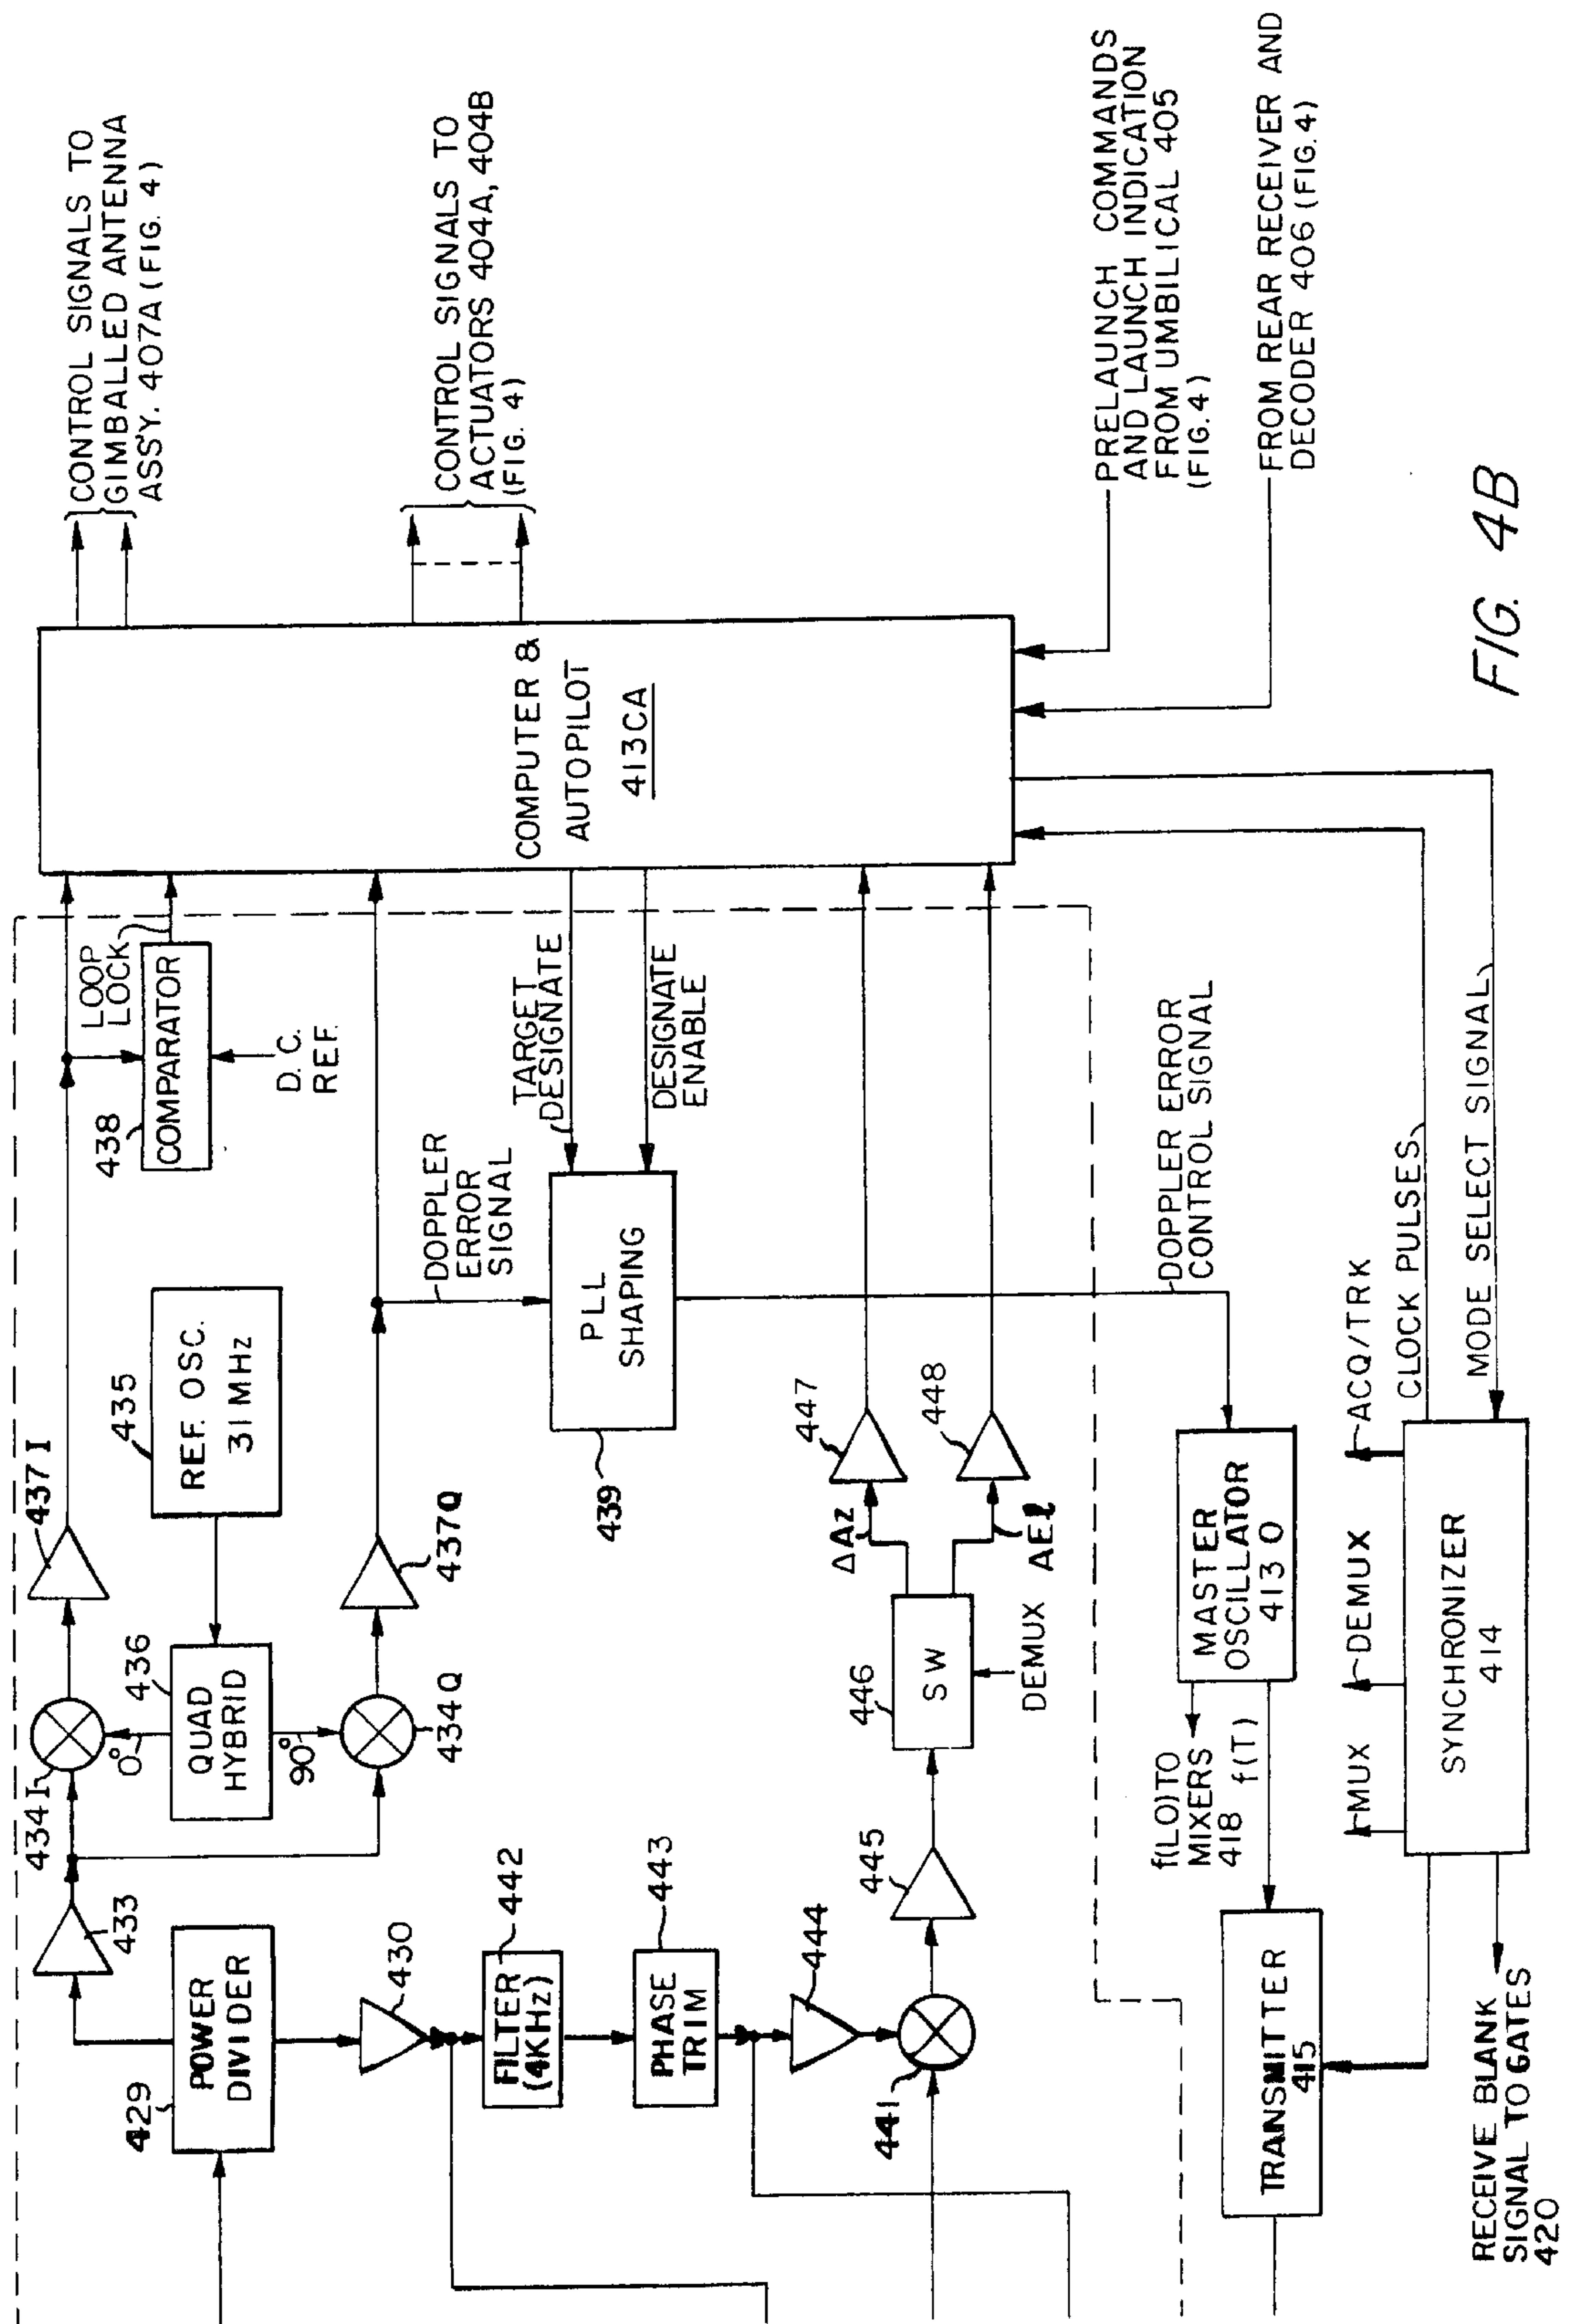 CONTROL SIGNALS TO
GIMBALLED ANTENNA
ASS'Y. 407A (FIG. 4)
CONTROL SIGNALS TO
ACTUATORS 404A, 404B
(FIG. 4)
PRELAUNCH COMMANDS
AND LAUNCH INDICATION
FROM UMBILICAL 405
(FIG. 4)
FROM REAR RECEIVER AND
DECODER 406 (FIG. 4)
COMPUTER &
AUTOPILOT
413CA
LOOP
LOCK
438
COMPARATOR
D.C.
REF.
TARGET
DESIGNATE
DESIGNATE
ENABLE
DOPPLER
ERROR
SIGNAL
PLL
SHAPING
439
DOPPLER ERROR
CONTROL SIGNAL
437 I
435
REF. OSC.
31 MHz
437Q
434 I
0°
436
QUAD
HYBRID
90°
434Q
433
429
POWER
DIVIDER
430
442
FILTER
(4KHz)
443
PHASE
TRIM
444
441
445
446
SW
DEMUX
ΔAz
AEl
447
448
MASTER
OSCILLATOR
413 O
f(LO) TO
MIXERS
418
f(T)
TRANSMITTER
415
SYNCHRONIZER
414
MUX
DEMUX
ACQ/TRK
CLOCK PULSES
MODE SELECT SIGNAL
RECEIVE BLANK
SIGNAL TO GATES
420
FIG. 4B